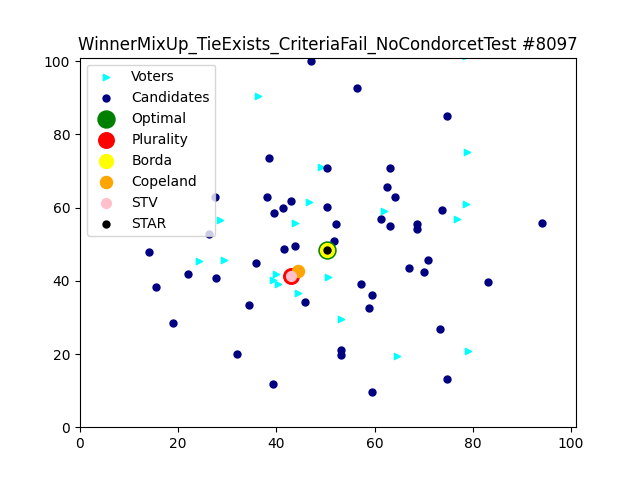 WinnerMixUp_TieExists_CriteriaFail_NoCondorcetTest #8097
100
80
60
40
20
0
Voters
Candidates
Optimal
Plurality
Borda
Copeland
STV
STAR
0 20 40 60 80 100